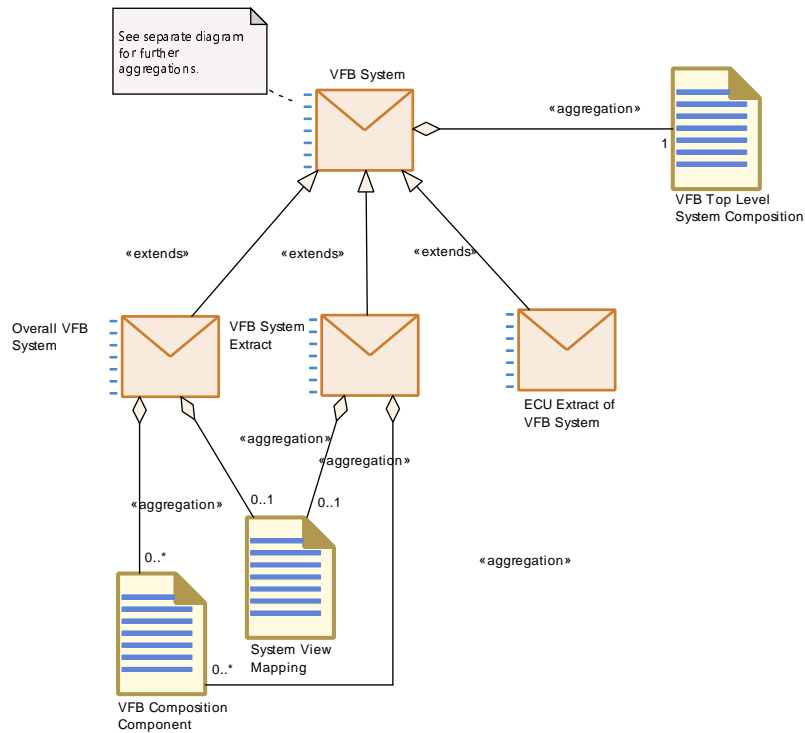 See separate diagram
for further
aggregations.
VFB System
«aggregation»
1
VFB Top Level
System Composition
«extends»
«extends»
«extends»
Overall VFB
System
VFB System
Extract
ECU Extract of
VFB System
«aggregation»
«aggregation»
«aggregation»
0..1
0..1
«aggregation»
0..*
System View
Mapping
0..*
VFB Composition
Component